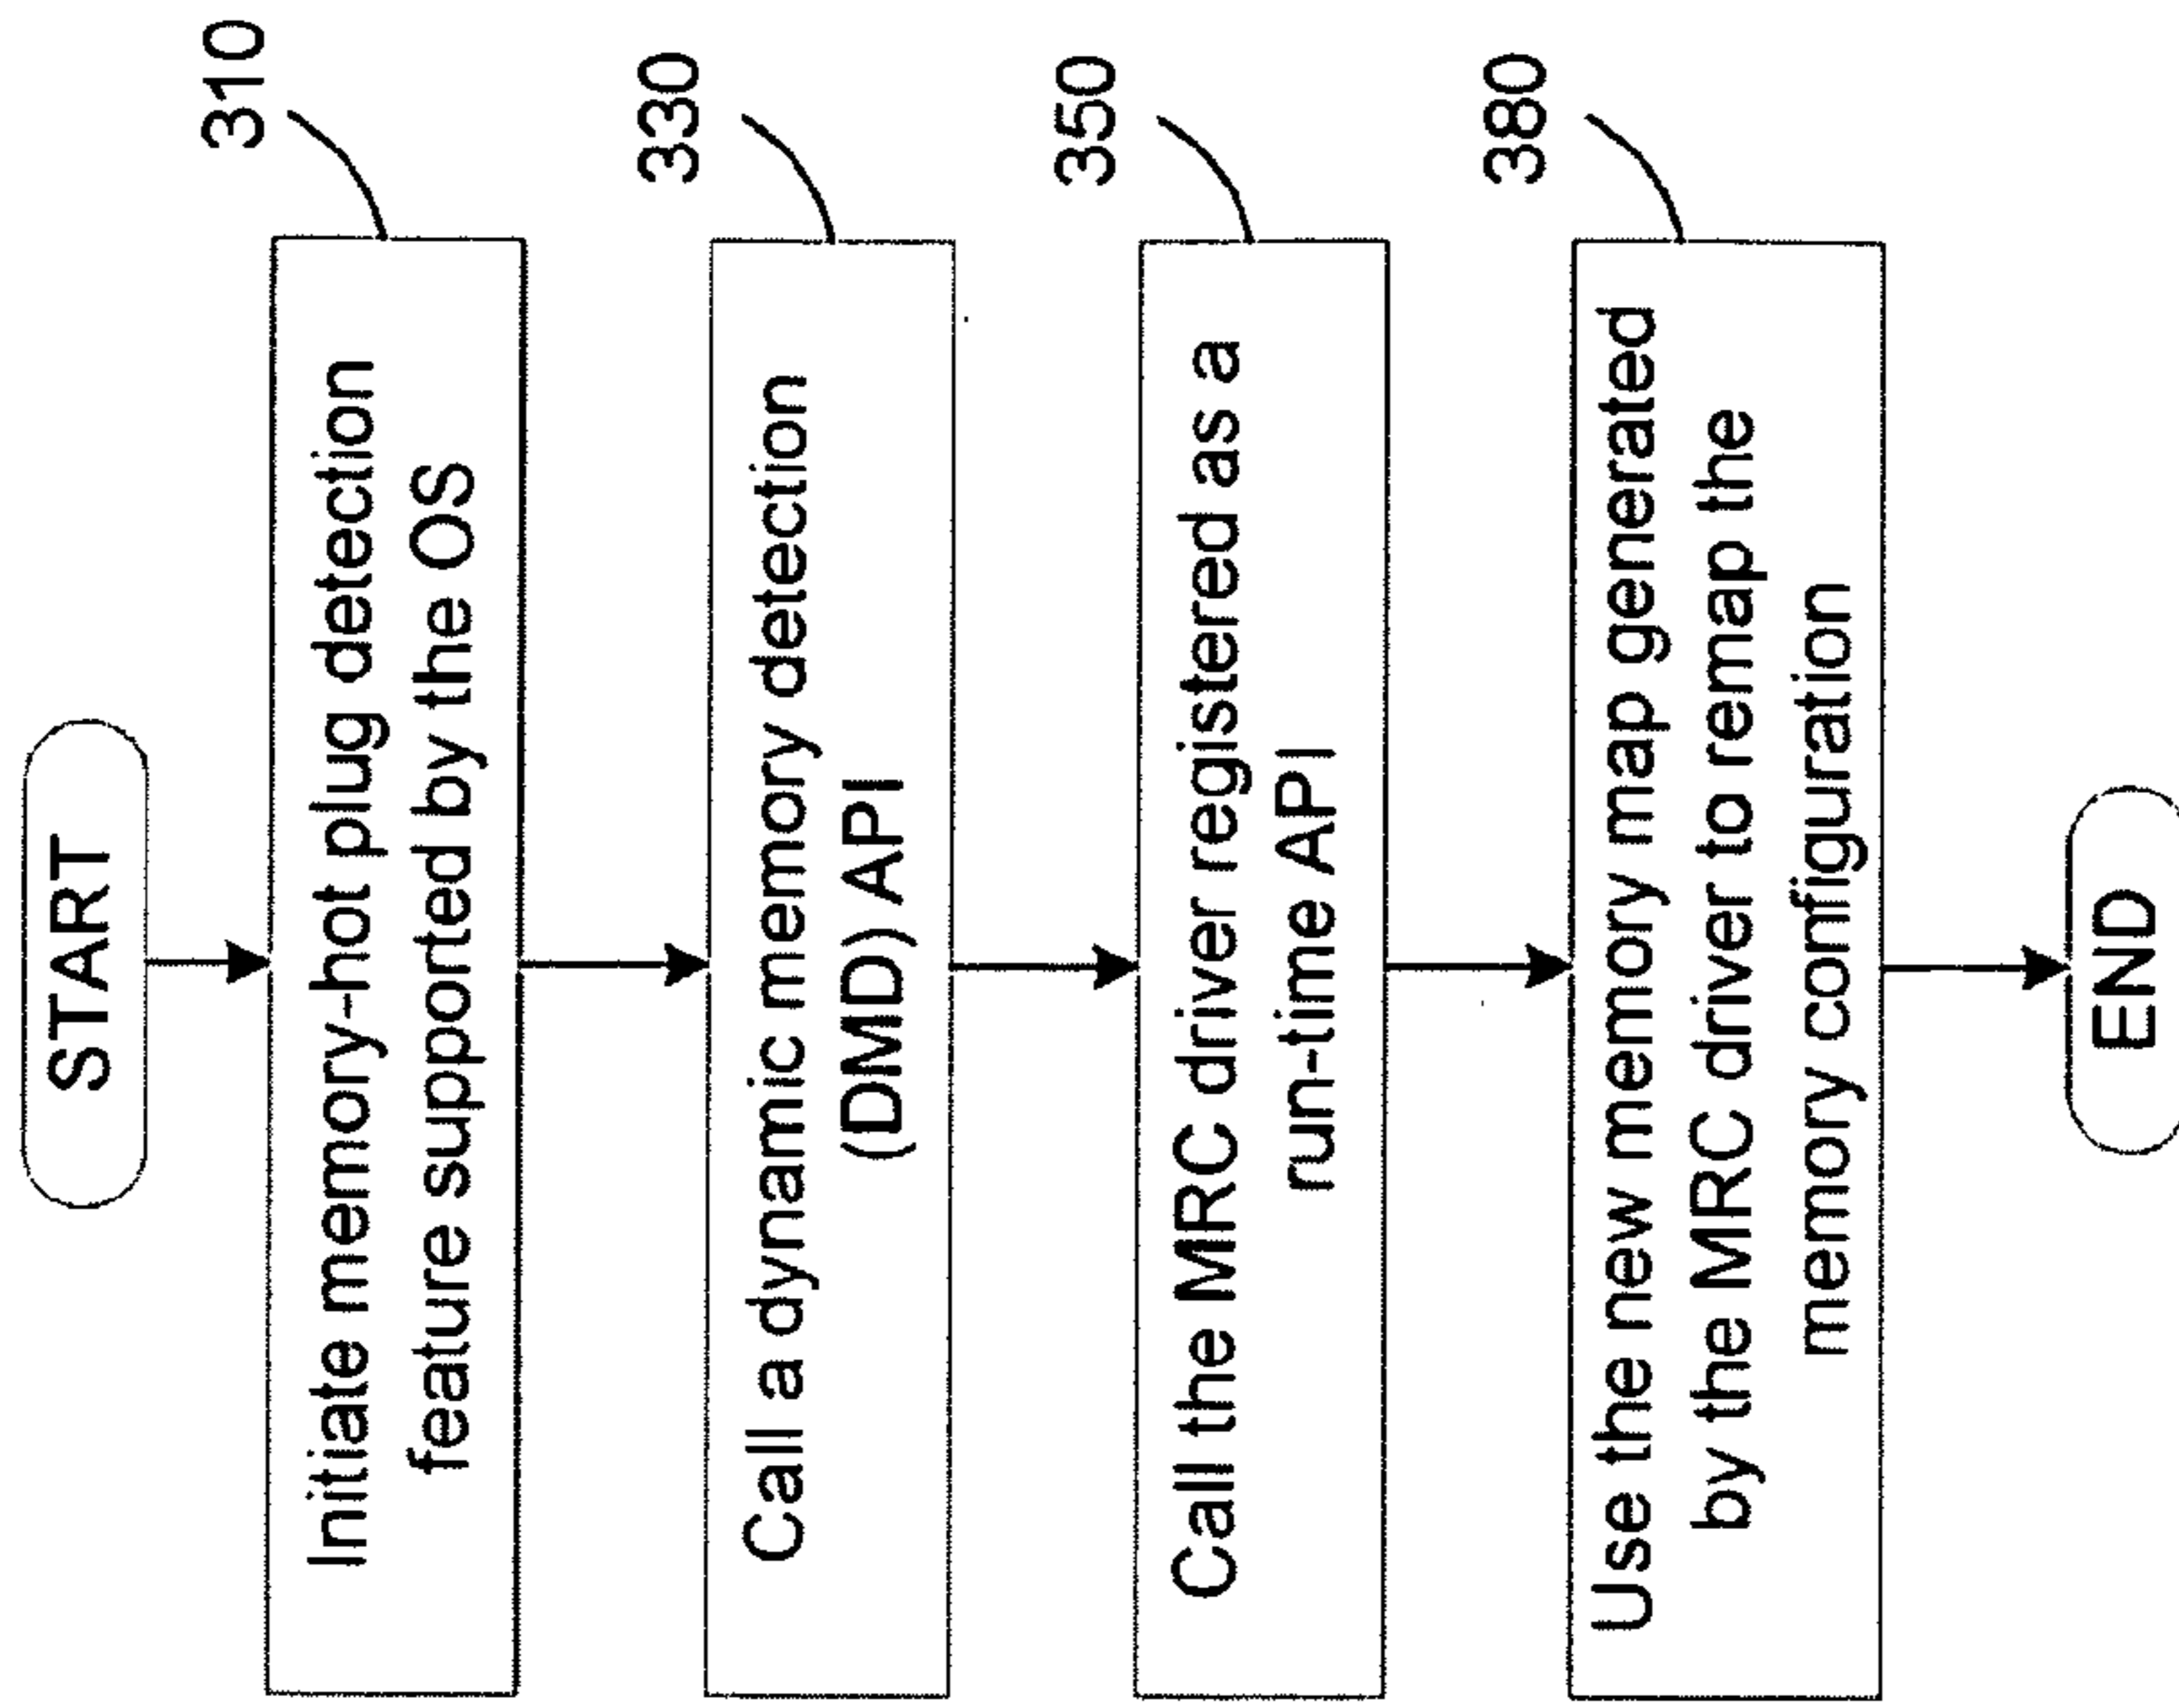 START
310
Initiate memory-hot plug detection
feature supported by the OS
330
Call a dynamic memory detection
(DMD) API
350
Call the MRC driver registered as a
run-time API
380
Use the new memory map generated
by the MRC driver to remap the
memory configuration
END